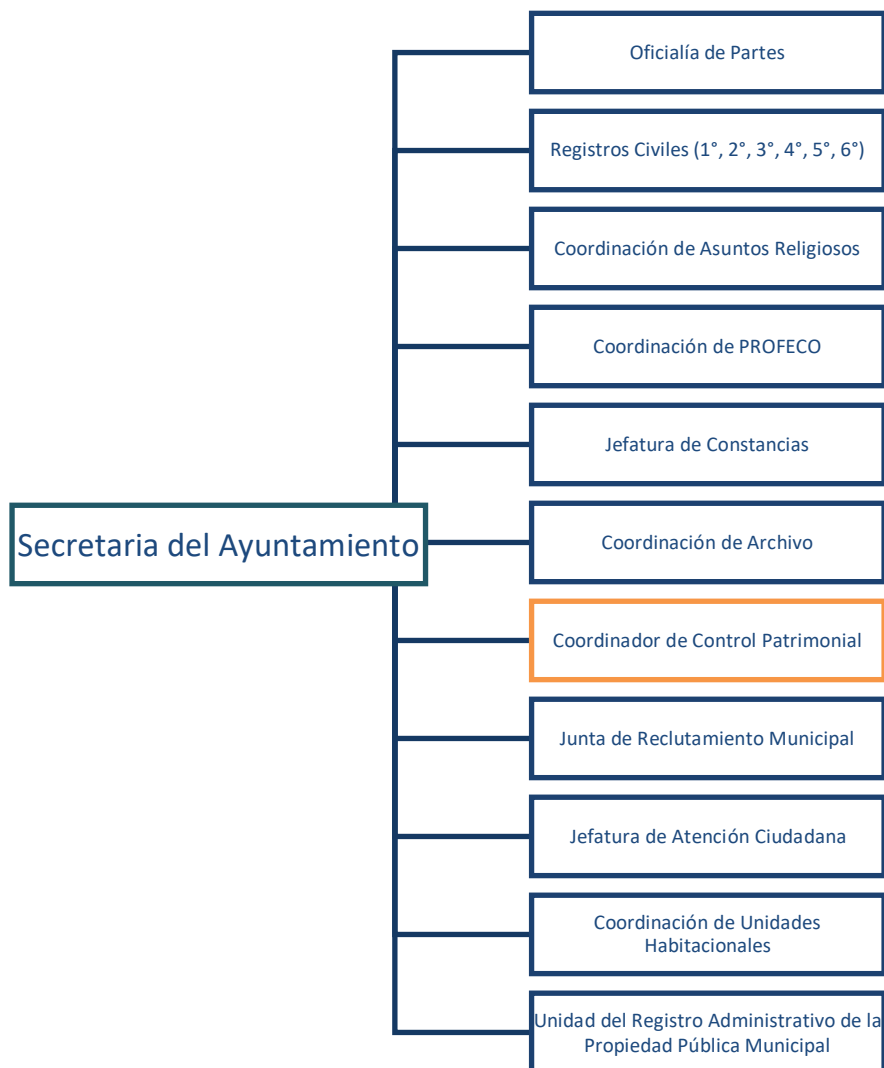 Oficialía de Partes
Registros Civiles (1°, 2°, 3°, 4°, 5°, 6°)
Coordinación de Asuntos Religiosos
Coordinación de PROFECO
Jefatura de Constancias
Secretaria del Ayuntamiento
Coordinación de Archivo
Coordinador de Control Patrimonial
Junta de Reclutamiento Municipal
Jefatura de Atención Ciudadana
Coordinación de Unidades
Habitacionales
Unidad del Registro Administrativo de la
Propiedad Pública Municipal